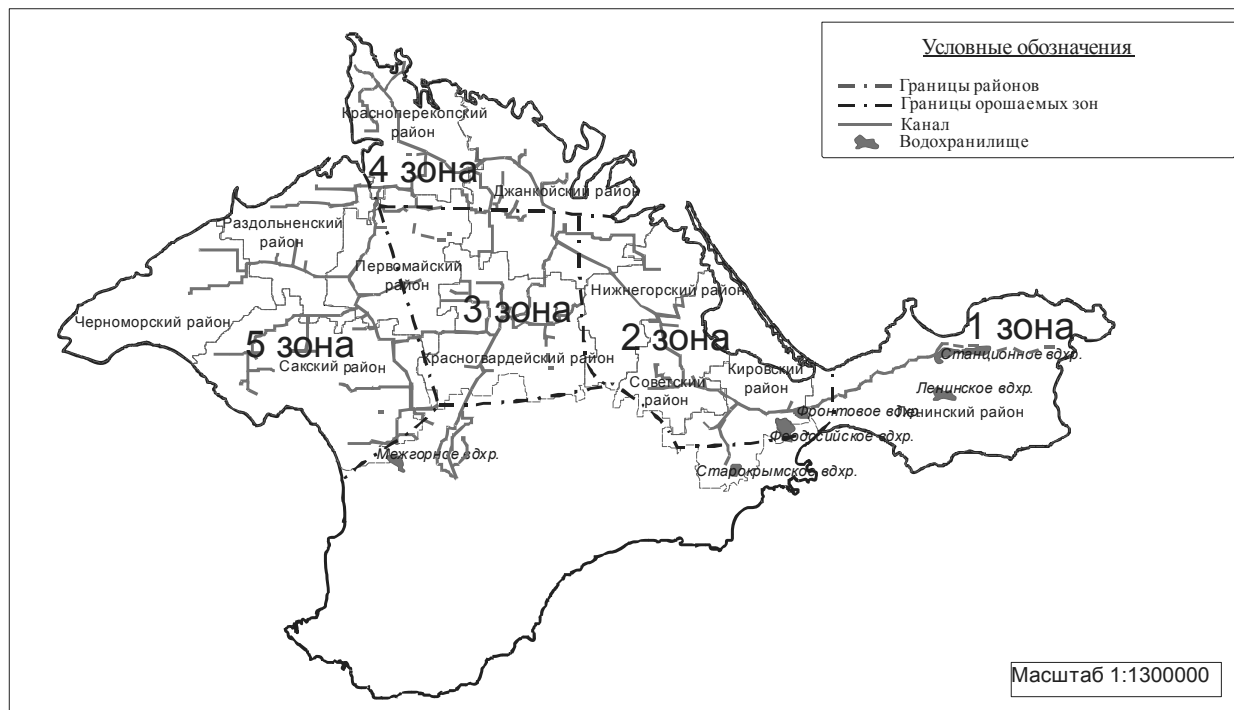 Условные обозначения
Границы районов
Границы орошаемых зон
Канал
Водохранилище
Красноперекопский
район
4 зона
Джанкойский район
Раздольненский
район
Первомайский
район
Нижнегорский район
3 зона
1 зона
Черноморский район
5 зона
2 зона
Станционное вдхр.
Сакский район
Красногвардейский район
Кировский
район
Советский
район
Ленинское вдхр.
Фронтовое вдхр.
Ленинский район
Феодосийское вдхр.
Межгорное вдхр.
Старокрымское вдхр.
Масштаб 1:1300000